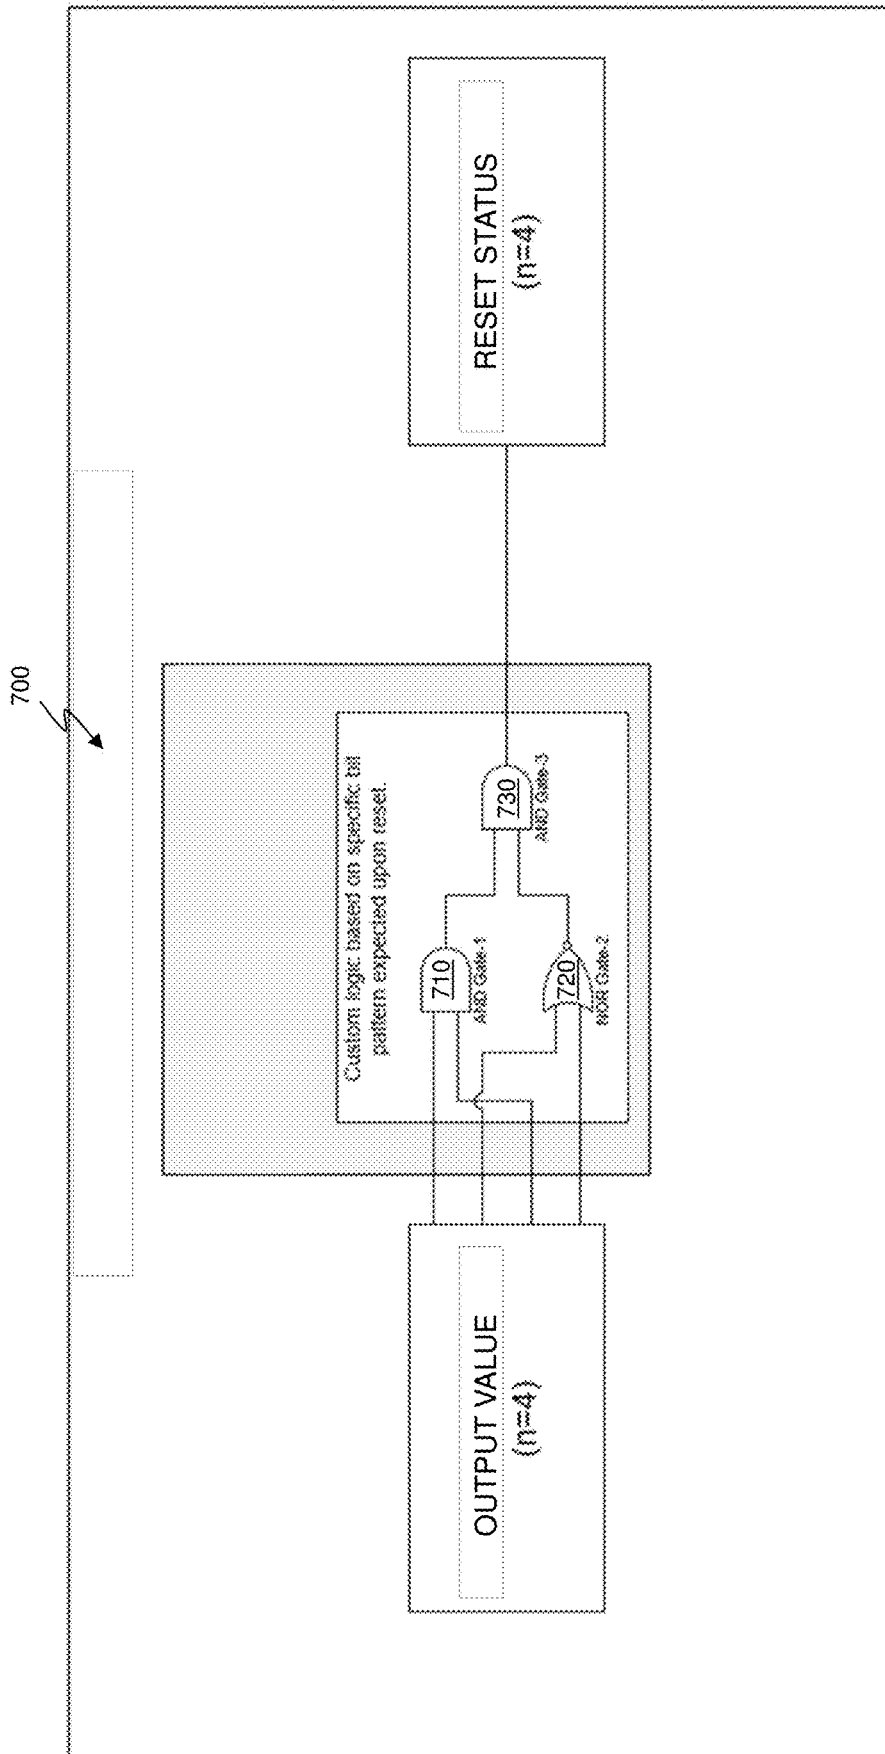 700
OUTPUT VALUE
(n=4)
Custom logic based on specific bit
pattern expected upon reset.
710
AND Gate-1
720
NOR Gate-2
730
AND Gate-3
RESET STATUS
(n=4)